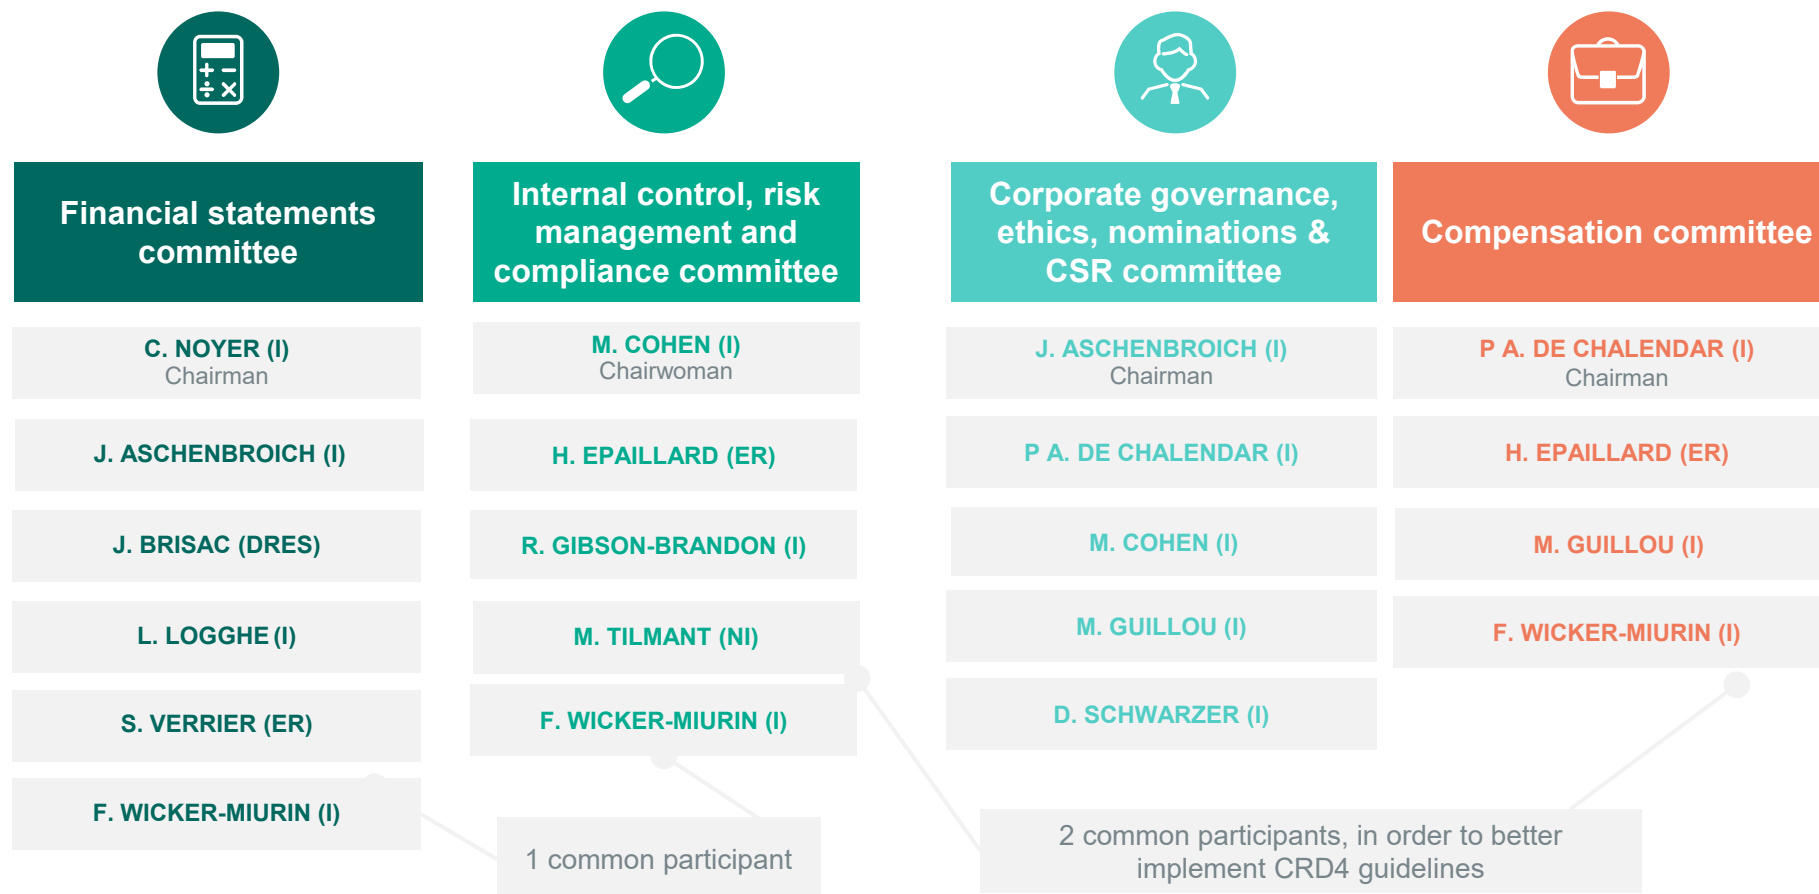 Financial statements
committee
C. NOYER (I)
Chairman
J. ASCHENBROICH (I)
J. BRISAC (DRES)
L. LOGGHE (I)
S. VERRIER (ER)
F. WICKER-MIURIN (I)
Internal control, risk
management and
compliance committee
M. COHEN (I)
Chairwoman
H. EPAILLARD (ER)
R. GIBSON-BRANDON (I)
M. TILMANT (NI)
F. WICKER-MIURIN (I)
1 common participant
Corporate governance,
ethics, nominations &
CSR committee
J. ASCHENBROICH (I)
Chairman
P A. DE CHALENDAR (I)
M. COHEN (I)
M. GUILLOU (I)
D. SCHWARZER (I)
Compensation committee
P A. DE CHALENDAR (I)
Chairman
H. EPAILLARD (ER)
M. GUILLOU (I)
F. WICKER-MIURIN (I)
2 common participants, in order to better
implement CRD4 guidelines